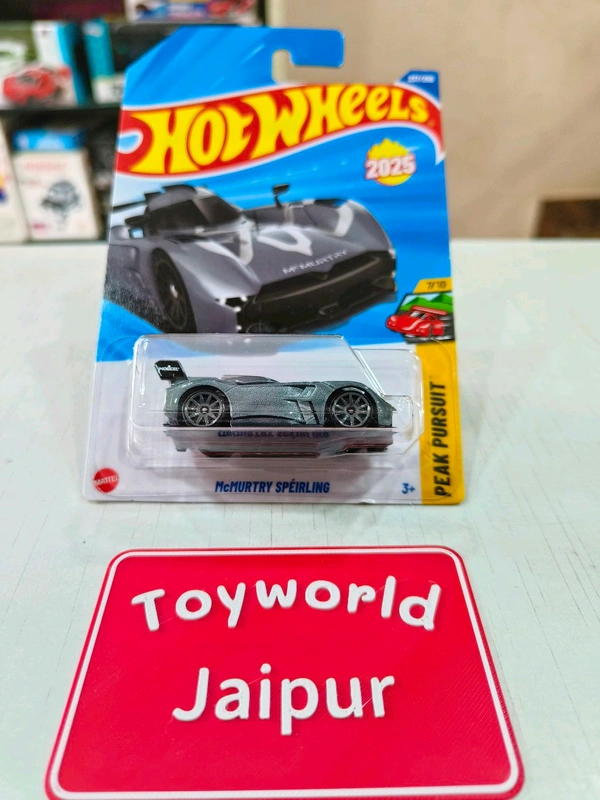 HOT WHEELS
2025
McMURTRY
7/10
PEAK PURSUIT
MATTEL
McMURTRY SPÉIRLING
3+
Toyworld
Jaipur